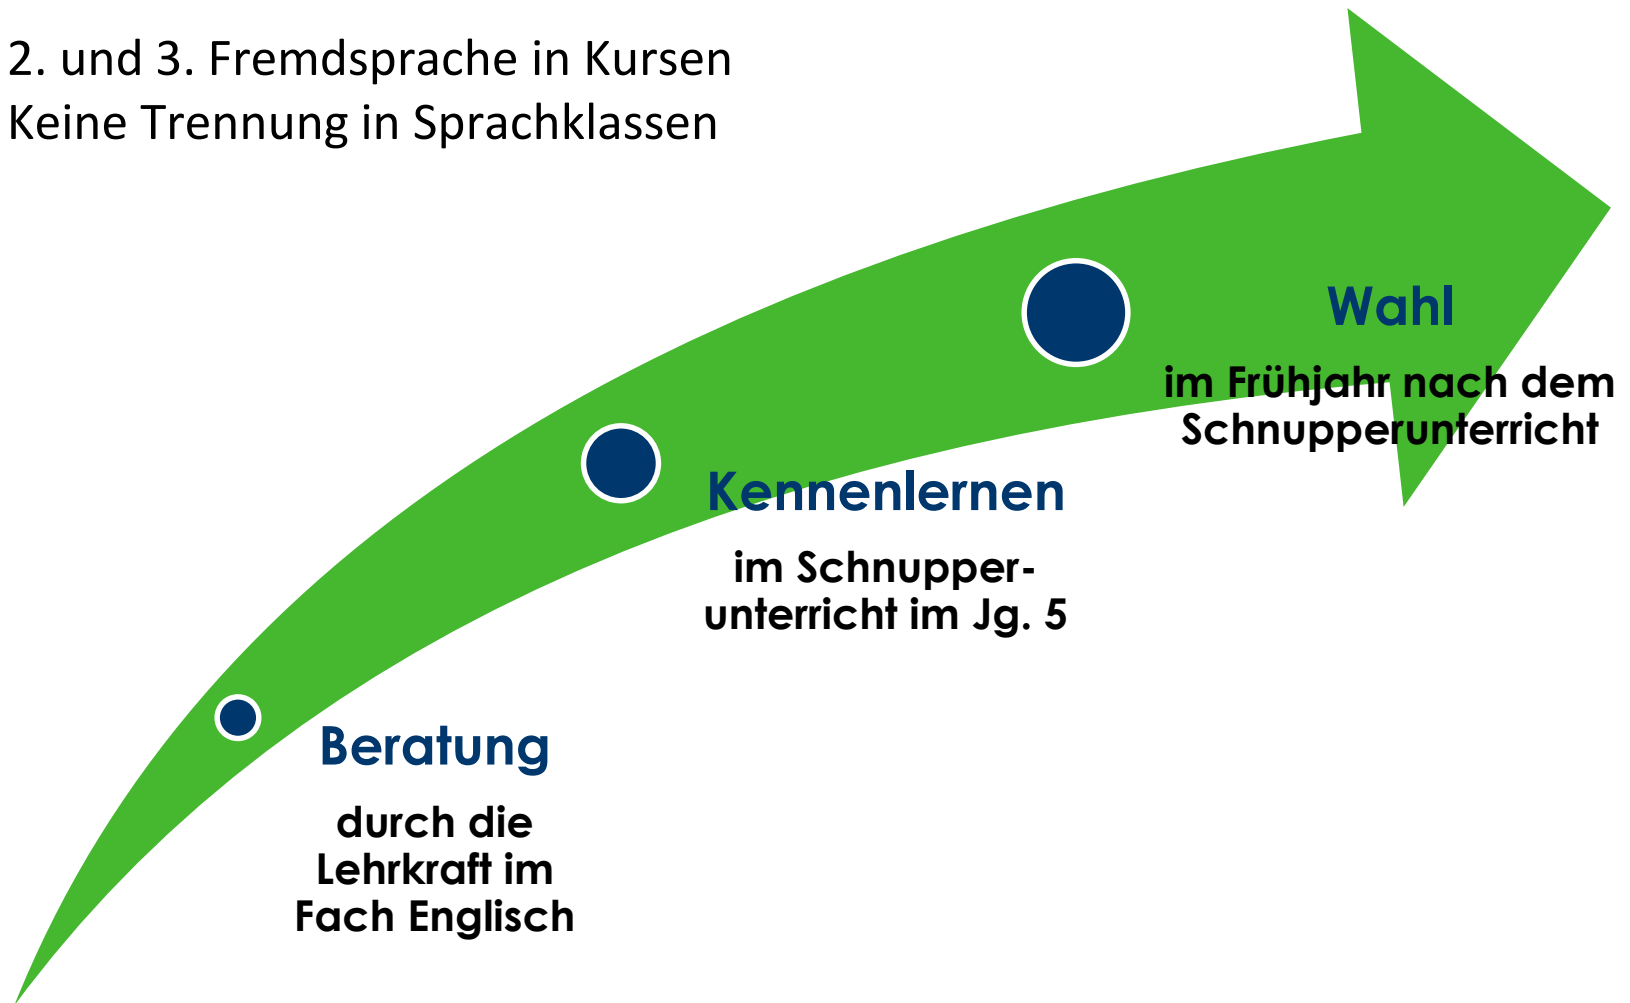 2. und 3. Fremdsprache in Kursen
Keine Trennung in Sprachklassen
Wahl
im Frühjahr nach dem
Schnupperunterricht
Kennenlernen
im Schnupper-
unterricht im Jg. 5
Beratung
durch die
Lehrkraft im
Fach Englisch